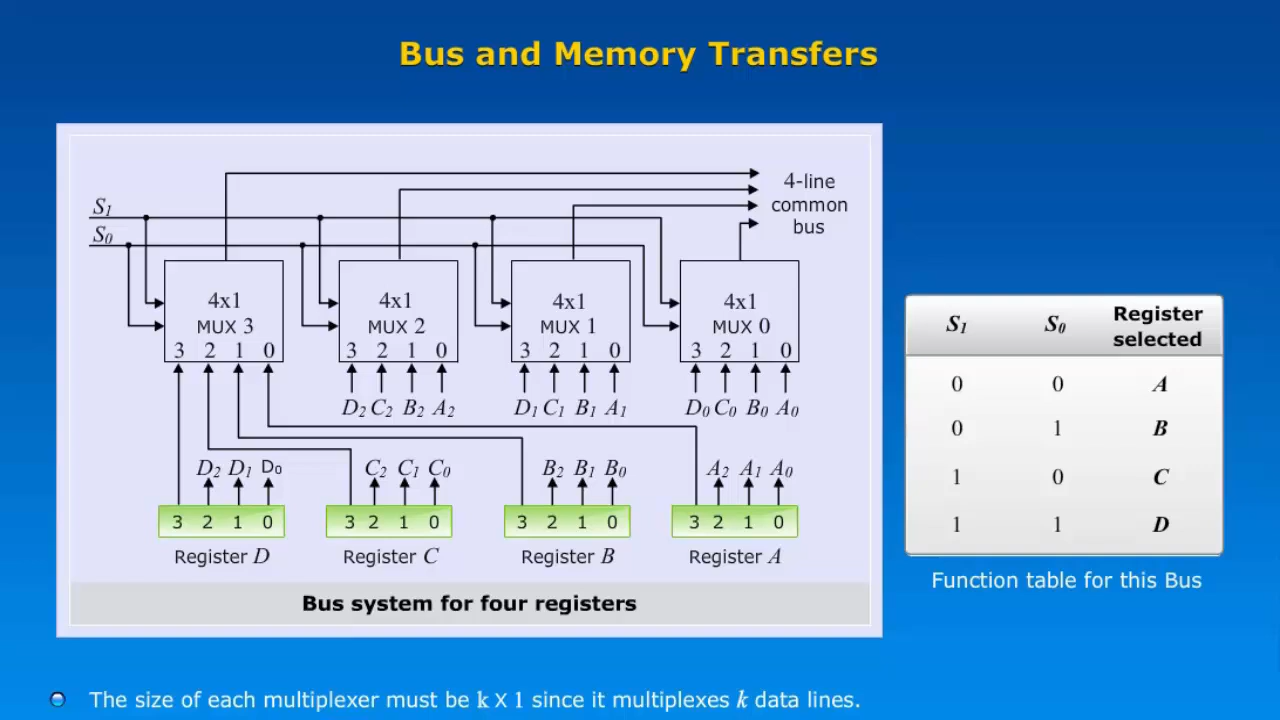 Bus and Memory Transfers
4-line
common
bus
S1
S0
4x1 4x1 4x1 4x1
MUX 3 MUX 2 MUX 1 MUX 0
3 2 1 0 3 2 1 0 3 2 1 0 3 2 1 0
D2 C2 B2 A2 D1 C1 B1 A1 D0 C0 B0 A0
D2 D1 D0 C2 C1 C0 B2 B1 B0 A2 A1 A0
3 2 1 0 3 2 1 0 3 2 1 0 3 2 1 0
Register D Register C Register B Register A
Bus system for four registers
S1 S0 Register
selected
0 0 A
0 1 B
1 0 C
1 1 D
Function table for this Bus
The size of each multiplexer must be k X 1 since it multiplexes k data lines.